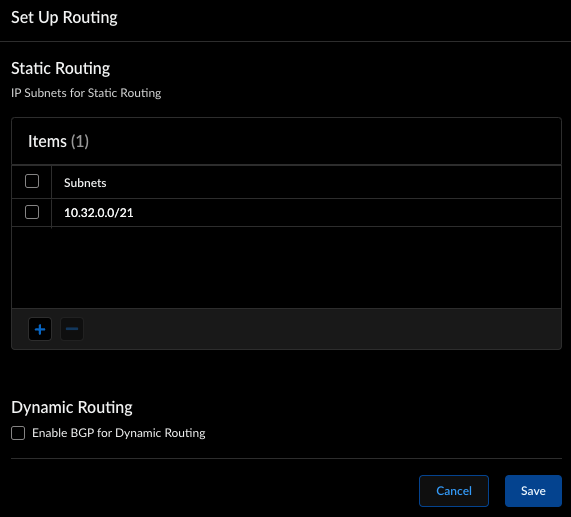 Set Up Routing
Static Routing
IP Subnets for Static Routing
Items (1)
Subnets
10.32.0.0/21
Dynamic Routing
Enable BGP for Dynamic Routing
Cancel
Save